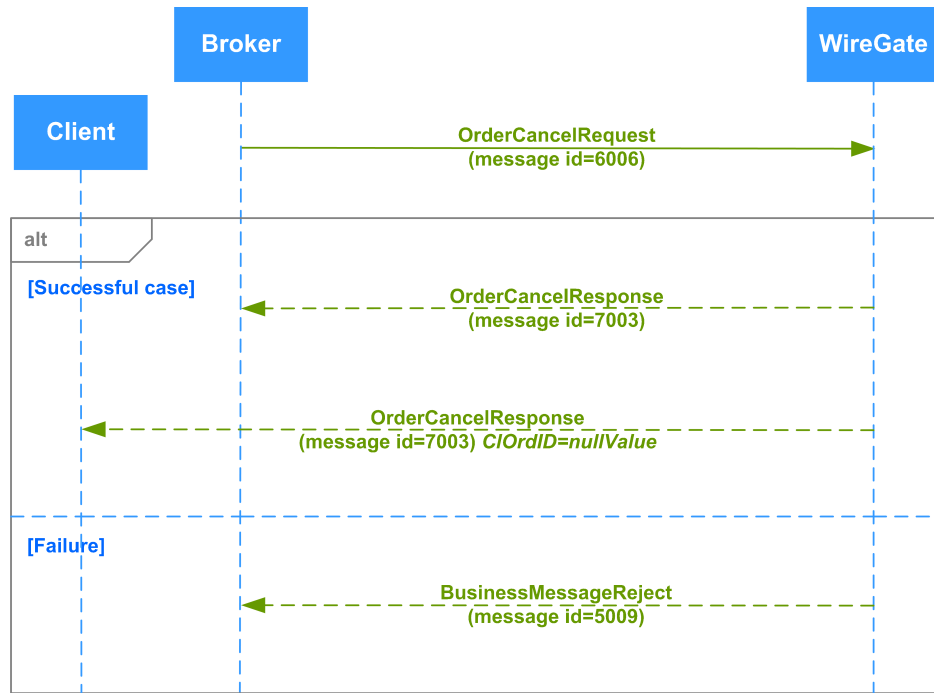 Broker
WireGate
Client
OrderCancelRequest
(message id=6006)
alt
[Successful case]
OrderCancelResponse
(message id=7003)
OrderCancelResponse
(message id=7003) ClOrdID=nullValue
[Failure]
BusinessMessageReject
(message id=5009)